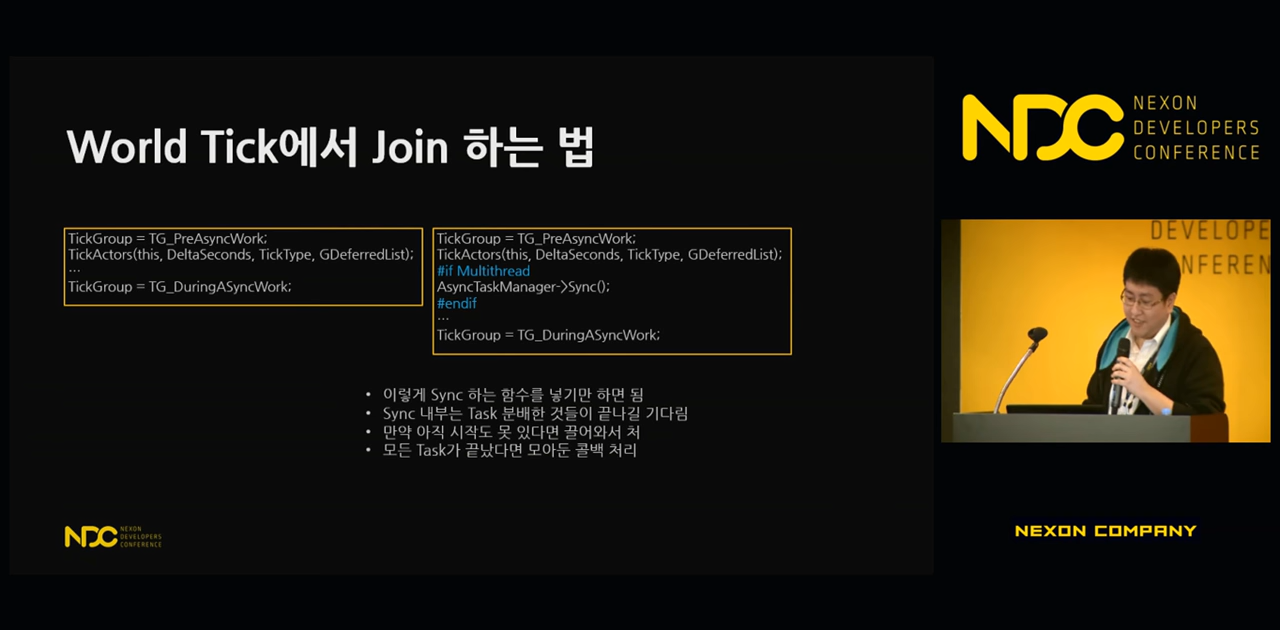 World Tick에서 Join 하는 법
TickGroup = TG_PreAsyncWork;
TickActors(this, DeltaSeconds, TickType, GDeferredList);
...
TickGroup = TG_DuringASyncWork;
TickGroup = TG_PreAsyncWork;
TickActors(this, DeltaSeconds, TickType, GDeferredList);
#if Multithread
AsyncTaskManager->Sync();
#endif
...
TickGroup = TG_DuringASyncWork;
• 이렇게 Sync 하는 함수를 넣기만 하면 됨
• Sync 내부는 Task 분배한 것들이 끝나길 기다림
• 만약 아직 시작도 못 있다면 끌어와서 처
• 모든 Task가 끝났다면 모아둔 콜백 처리
NDC NEXON
DEVELOPERS
CONFERENCE
NDC NEXON
DEVELOPERS
CONFERENCE
DEVELOPE
NFEREN
NEXON COMPANY